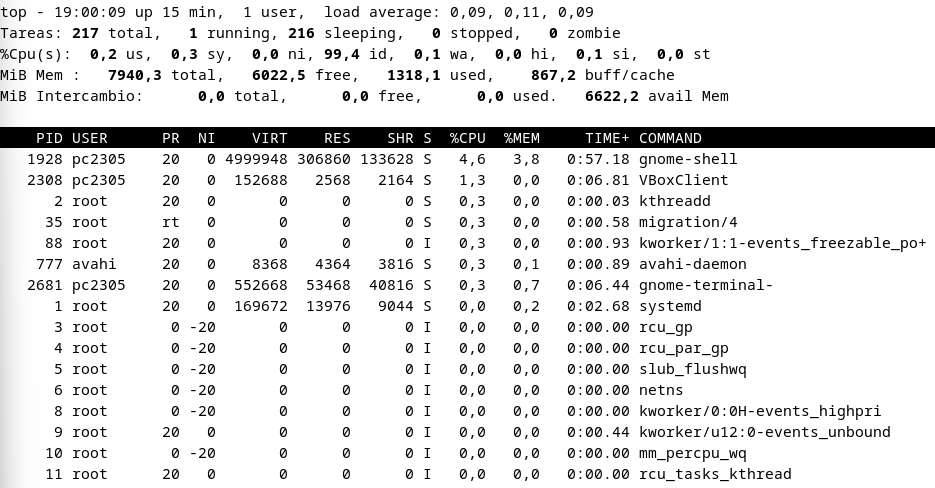 top - 19:00:09 up 15 min,  1 user,  load average: 0,09, 0,11, 0,09
Tareas: 217 total,   1 running, 216 sleeping,   0 stopped,   0 zombie
%Cpu(s):  0,2 us,  0,3 sy,  0,0 ni, 99,4 id,  0,1 wa,  0,0 hi,  0,1 si,  0,0 st
MiB Mem :   7940,3 total,   6022,5 free,   1318,1 used,    867,2 buff/cache
MiB Intercambio:      0,0 total,      0,0 free,      0,0 used.   6622,2 avail Mem
PID USER      PR  NI    VIRT    RES    SHR S  %CPU  %MEM     TIME+ COMMAND
1928 pc2305    20   0 4999948 306860 133628 S   4,6   3,8   0:57.18 gnome-shell
2308 pc2305    20   0  152688   2568   2164 S   1,3   0,0   0:06.81 VBoxClient
2 root      20   0       0      0      0 S   0,3   0,0   0:00.03 kthreadd
35 root      rt   0       0      0      0 S   0,3   0,0   0:00.58 migration/4
88 root      20   0       0      0      0 I   0,3   0,0   0:00.93 kworker/1:1-events_freezable_po+
777 avahi     20   0    8368   4364   3816 S   0,3   0,1   0:00.89 avahi-daemon
2681 pc2305    20   0  552668  53468  40816 S   0,3   0,7   0:06.44 gnome-terminal-
1 root      20   0  169672  13976   9044 S   0,0   0,2   0:02.68 systemd
3 root       0 -20       0      0      0 I   0,0   0,0   0:00.00 rcu_gp
4 root       0 -20       0      0      0 I   0,0   0,0   0:00.00 rcu_par_gp
5 root       0 -20       0      0      0 I   0,0   0,0   0:00.00 slub_flushwq
6 root       0 -20       0      0      0 I   0,0   0,0   0:00.00 netns
8 root       0 -20       0      0      0 I   0,0   0,0   0:00.00 kworker/0:0H-events_highpri
9 root      20   0       0      0      0 I   0,0   0,0   0:00.44 kworker/u12:0-events_unbound
10 root       0 -20       0      0      0 I   0,0   0,0   0:00.00 mm_percpu_wq
11 root      20   0       0      0      0 I   0,0   0,0   0:00.00 rcu_tasks_kthread